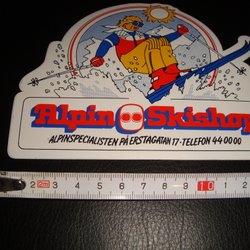 Alpin Skishop
ALPINSPECIALISTEN PÅ ERSTAGATAN 17 · TELEFON 44 00 00
2 2m 3 4 5 6 7 8 9 10 1 2